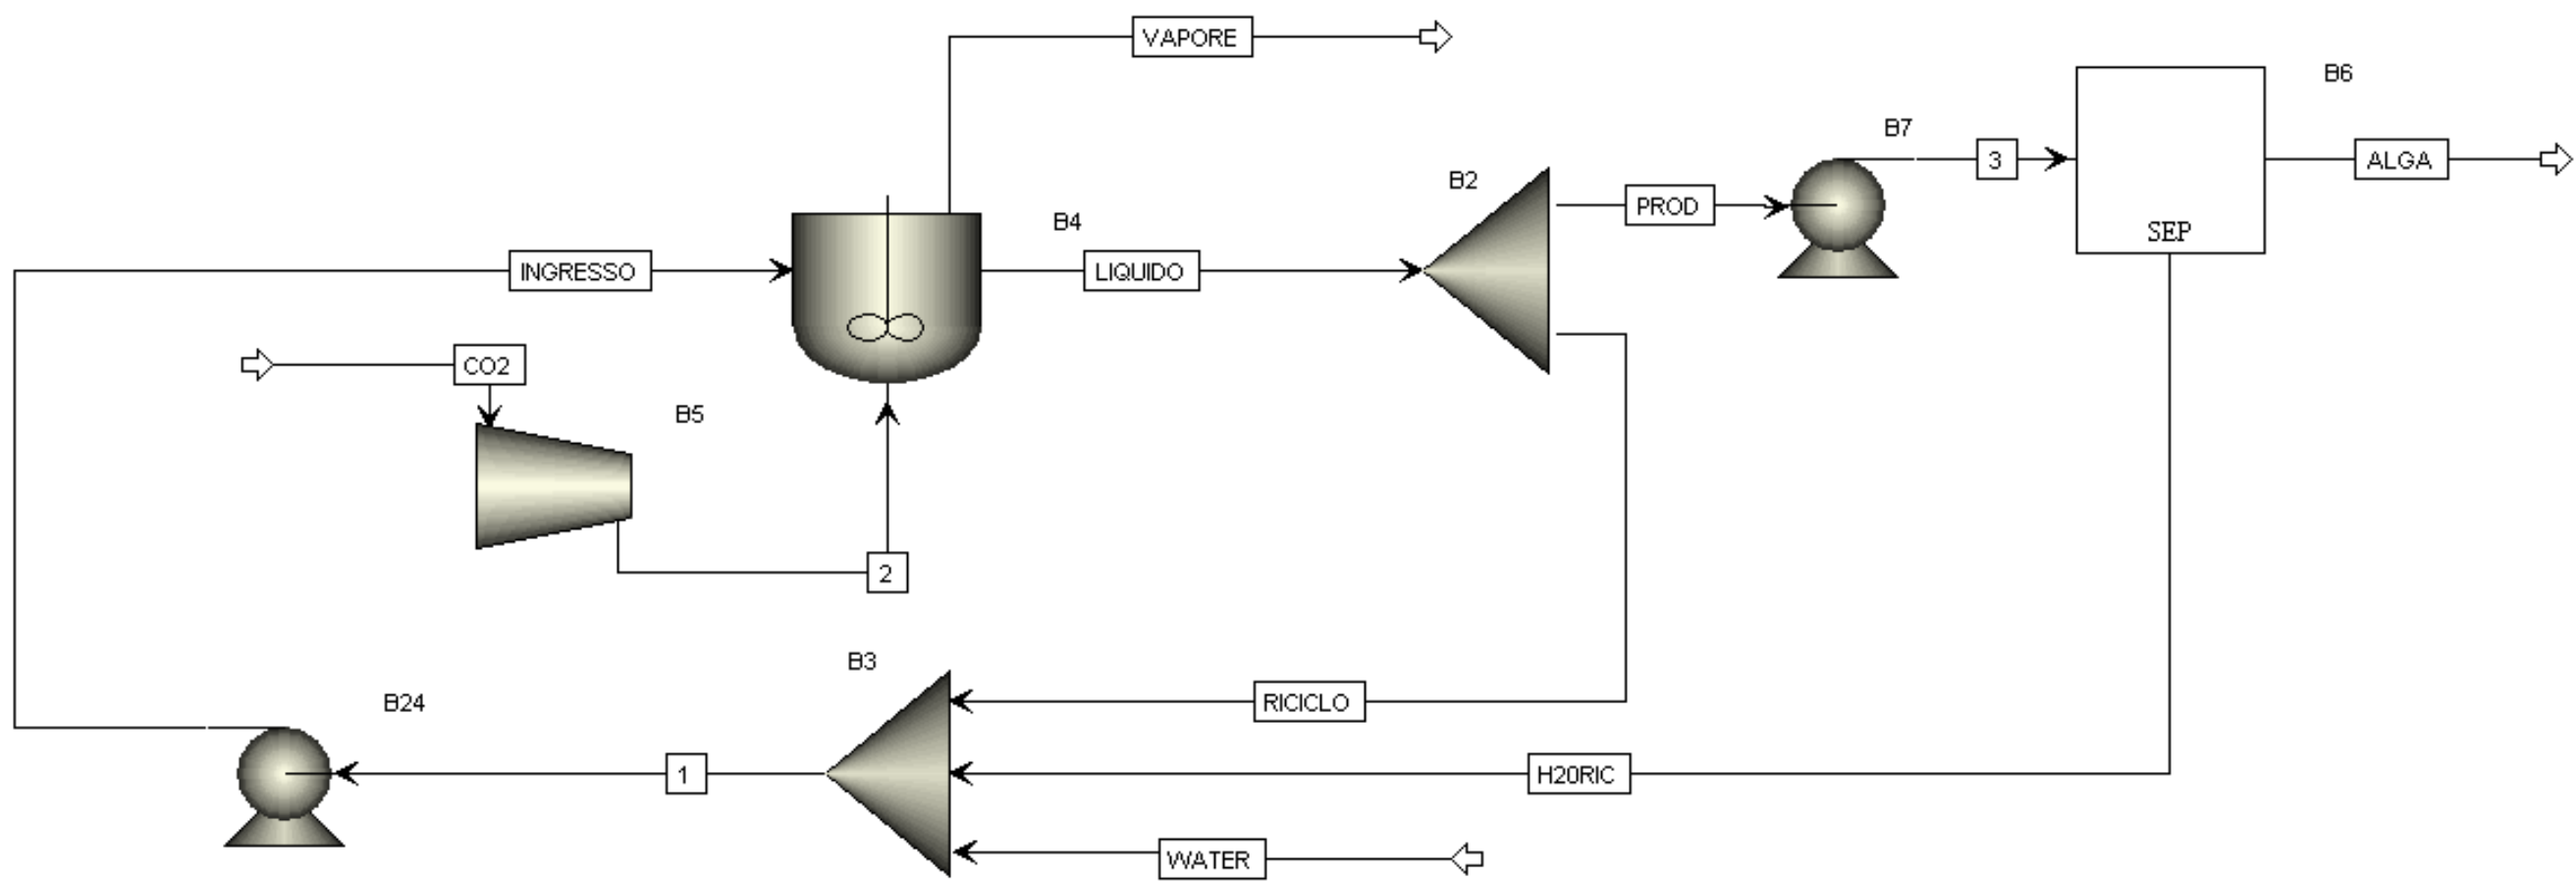 VAPORE
B6
B7
3
ALGA
B2
PROD
B4
SEP
INGRESSO
LIQUIDO
CO2
B5
2
B3
B24
RICICLO
1
H20RIC
WATER